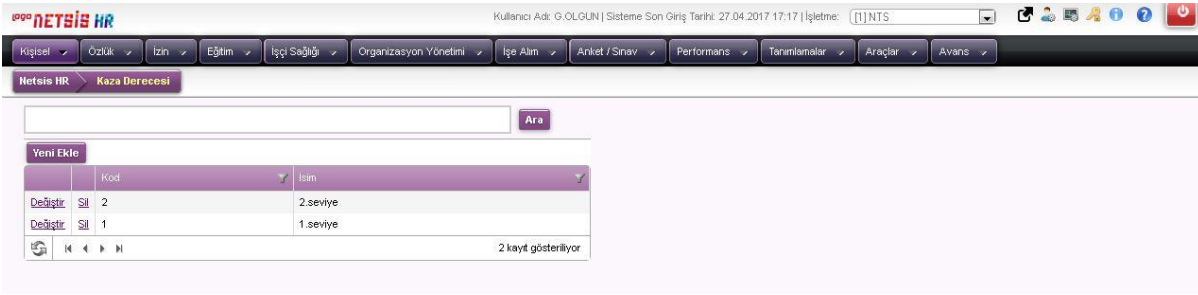 LOGO NETSİS HR Kullanıcı Adı: G.OLGUN | Sisteme Son Giriş Tarihi: 27.04.2017 17:17 | İşletme: [1] NTS
Kişisel Özlük İzin Eğitim İşçi Sağlığı Organizasyon Yönetimi İşe Alım Anket / Sınav Performans Tanımlamalar Araçlar Avans
Netsis HR Kaza Derecesi
Ara
Yeni Ekle
Kod İsim
Değiştir Sil 2 2.seviye
Değiştir Sil 1 1.seviye
2 kayıt gösteriliyor